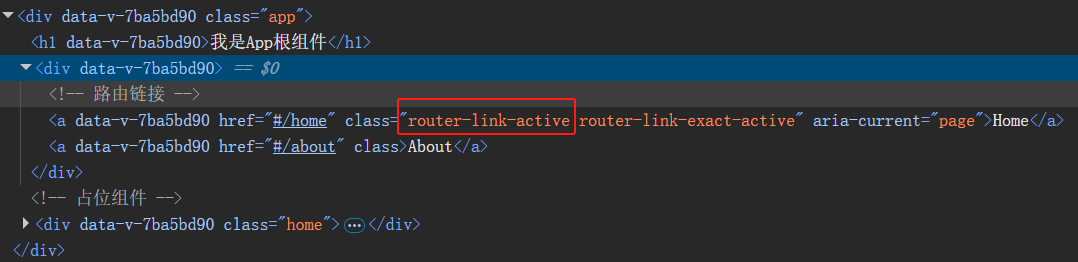 <div data-v-7ba5bd90 class="app">
<h1 data-v-7ba5bd90>我是App根组件</h1>
<div data-v-7ba5bd90> == $0
<!-- 路由链接 -->
<a data-v-7ba5bd90 href="#/home" class="router-link-active router-link-exact-active" aria-current="page">Home</a>
<a data-v-7ba5bd90 href="#/about" class>About</a>
</div>
<!-- 占位组件 -->
<div data-v-7ba5bd90 class="home">…</div>
</div>